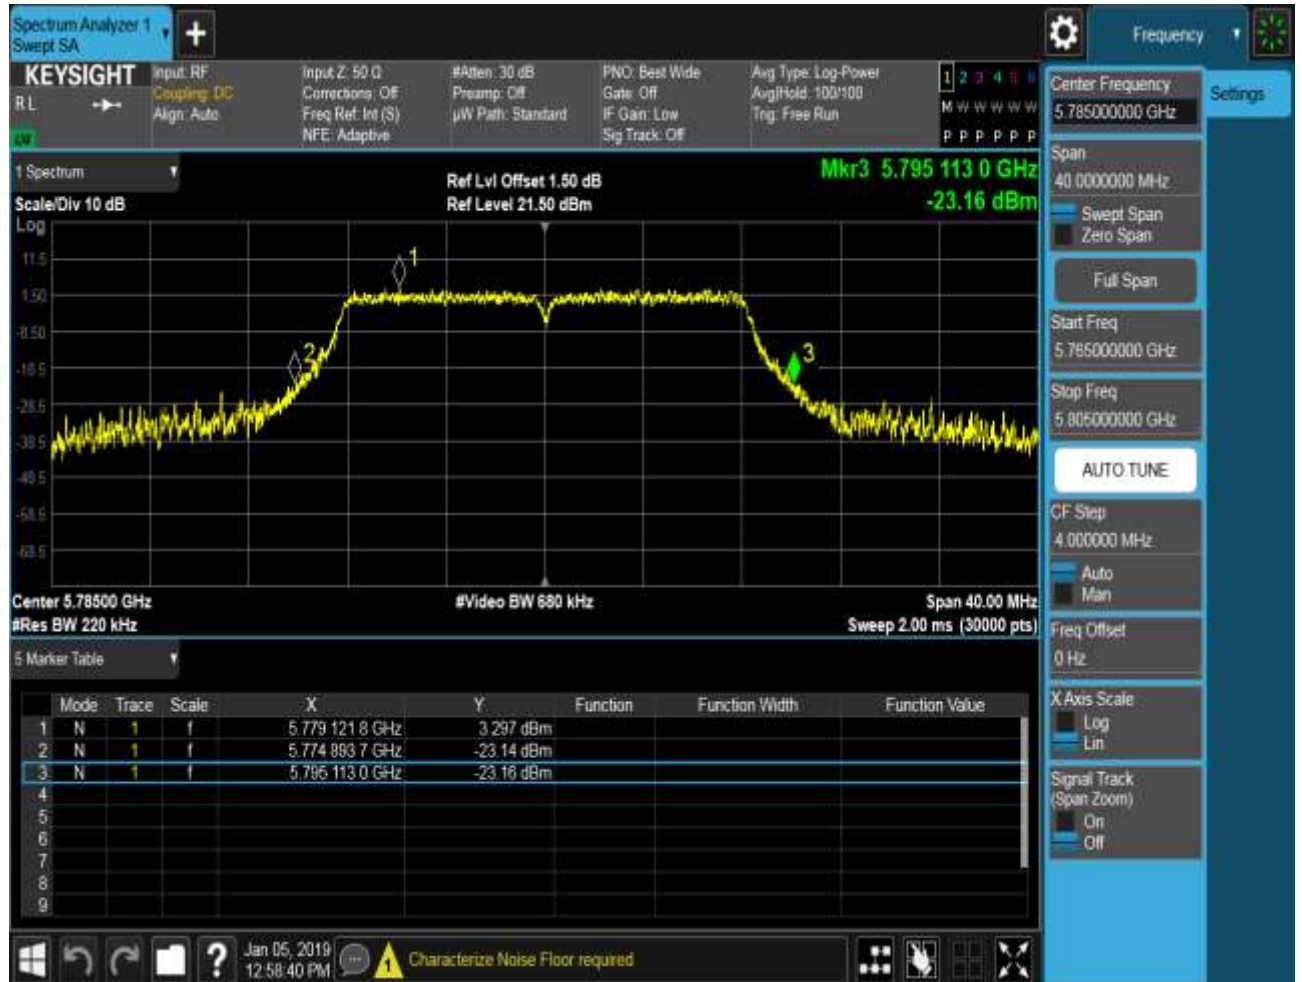 Spectrum Analyzer 1
Swept SA
Frequency
KEYSIGHT
R L
Input: RF
Coupling: DC
Align: Auto
Input Z: 50 Ω
Corrections: Off
Freq Ref: Int (S)
NFE: Adaptive
#Atten: 30 dB
Preamp: Off
µW Path: Standard
PNO: Best Wide
Gate: Off
IF Gain: Low
Sig Track: Off
Avg Type: Log-Power
Avg|Hold: 100/100
Trig: Free Run
1 2 3 4 5 6
M W W W W W
P P P P P P
1 Spectrum
Scale/Div 10 dB
Ref Lvl Offset 1.50 dB
Ref Level 21.50 dBm
Mkr3 5.795 113 0 GHz
-23.16 dBm
Log
11.5
1.50
-8.50
-18.5
-28.5
-38.5
-48.5
-58.5
-68.5
1
2
3
Center 5.78500 GHz
#Video BW 680 kHz
Span 40.00 MHz
#Res BW 220 kHz
Sweep 2.00 ms (30000 pts)
5 Marker Table
Mode Trace Scale X Y Function Function Width Function Value
1 N 1 f 5.779 121 8 GHz 3.297 dBm
2 N 1 f 5.774 893 7 GHz -23.14 dBm
3 N 1 f 5.795 113 0 GHz -23.16 dBm
4
5
6
7
8
9
Jan 05, 2019
12:58:40 PM
Characterize Noise Floor required
Center Frequency
5.785000000 GHz
Settings
Span
40.0000000 MHz
Swept Span
Zero Span
Full Span
Start Freq
5.765000000 GHz
Stop Freq
5.805000000 GHz
AUTO TUNE
CF Step
4.000000 MHz
Auto
Man
Freq Offset
0 Hz
X Axis Scale
Log
Lin
Signal Track
(Span Zoom)
On
Off